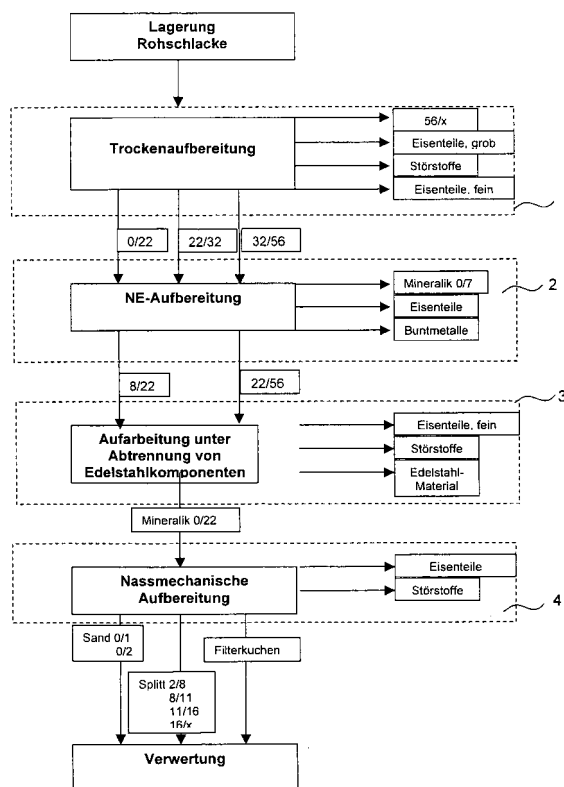 Lagerung
Rohschlacke
Trockenaufbereitung
56/x
Eisenteile, grob
Störstoffe
Eisenteile, fein
0/22
22/32
32/56
NE-Aufbereitung
Mineralik 0/7
Eisenteile
Buntmetalle
2
8/22
22/56
3
Aufarbeitung unter
Abtrennung von
Edelstahlkomponenten
Eisenteile, fein
Störstoffe
Edelstahl-
Material
Mineralik 0/22
Nassmechanische
Aufbereitung
Eisenteile
Störstoffe
4
Sand 0/1
0/2
Splitt 2/8
8/11
11/16
16/x
Filterkuchen
Verwertung